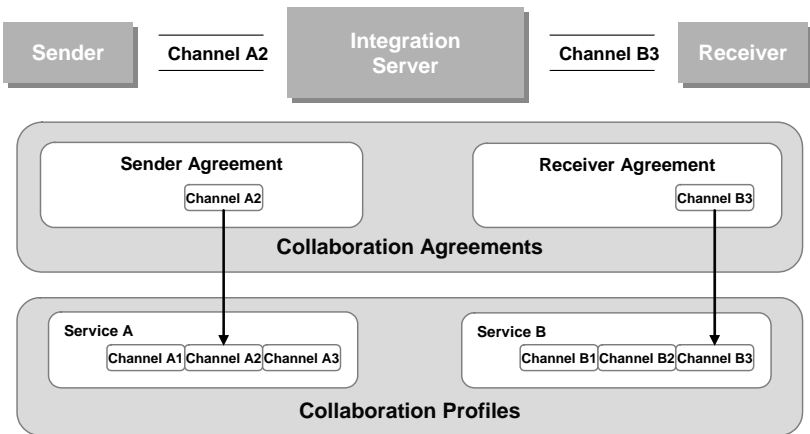 Sender
Channel A2
Integration
Server
Channel B3
Receiver
Sender Agreement
Channel A2
Receiver Agreement
Channel B3
Collaboration Agreements
Service A
Channel A1 Channel A2 Channel A3
Service B
Channel B1 Channel B2 Channel B3
Collaboration Profiles